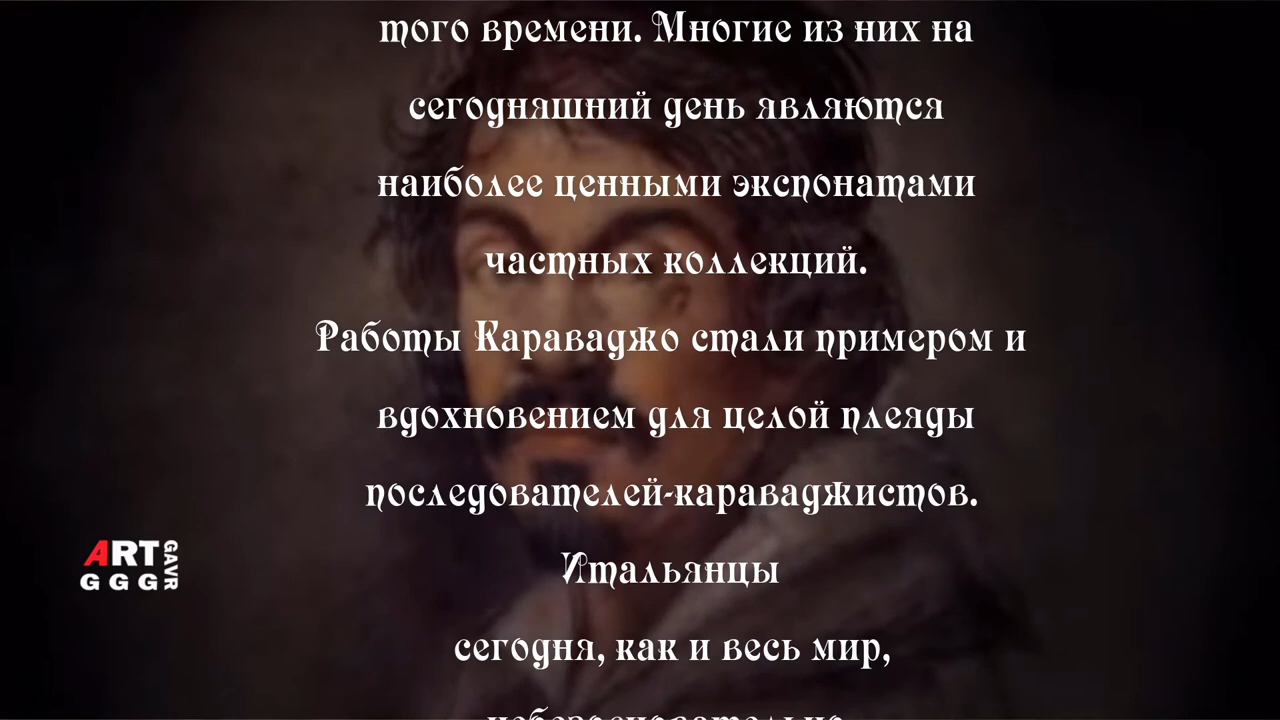 того времени. Многие из них на
сегодняшний день являются
наиболее ценными экспонатами
частных коллекций.
Работы Караваджо стали примером и
вдохновением для целой плеяды
последователей-караваджистов.
Итальянцы
сегодня, как и весь мир,
ART GAVR
GGG